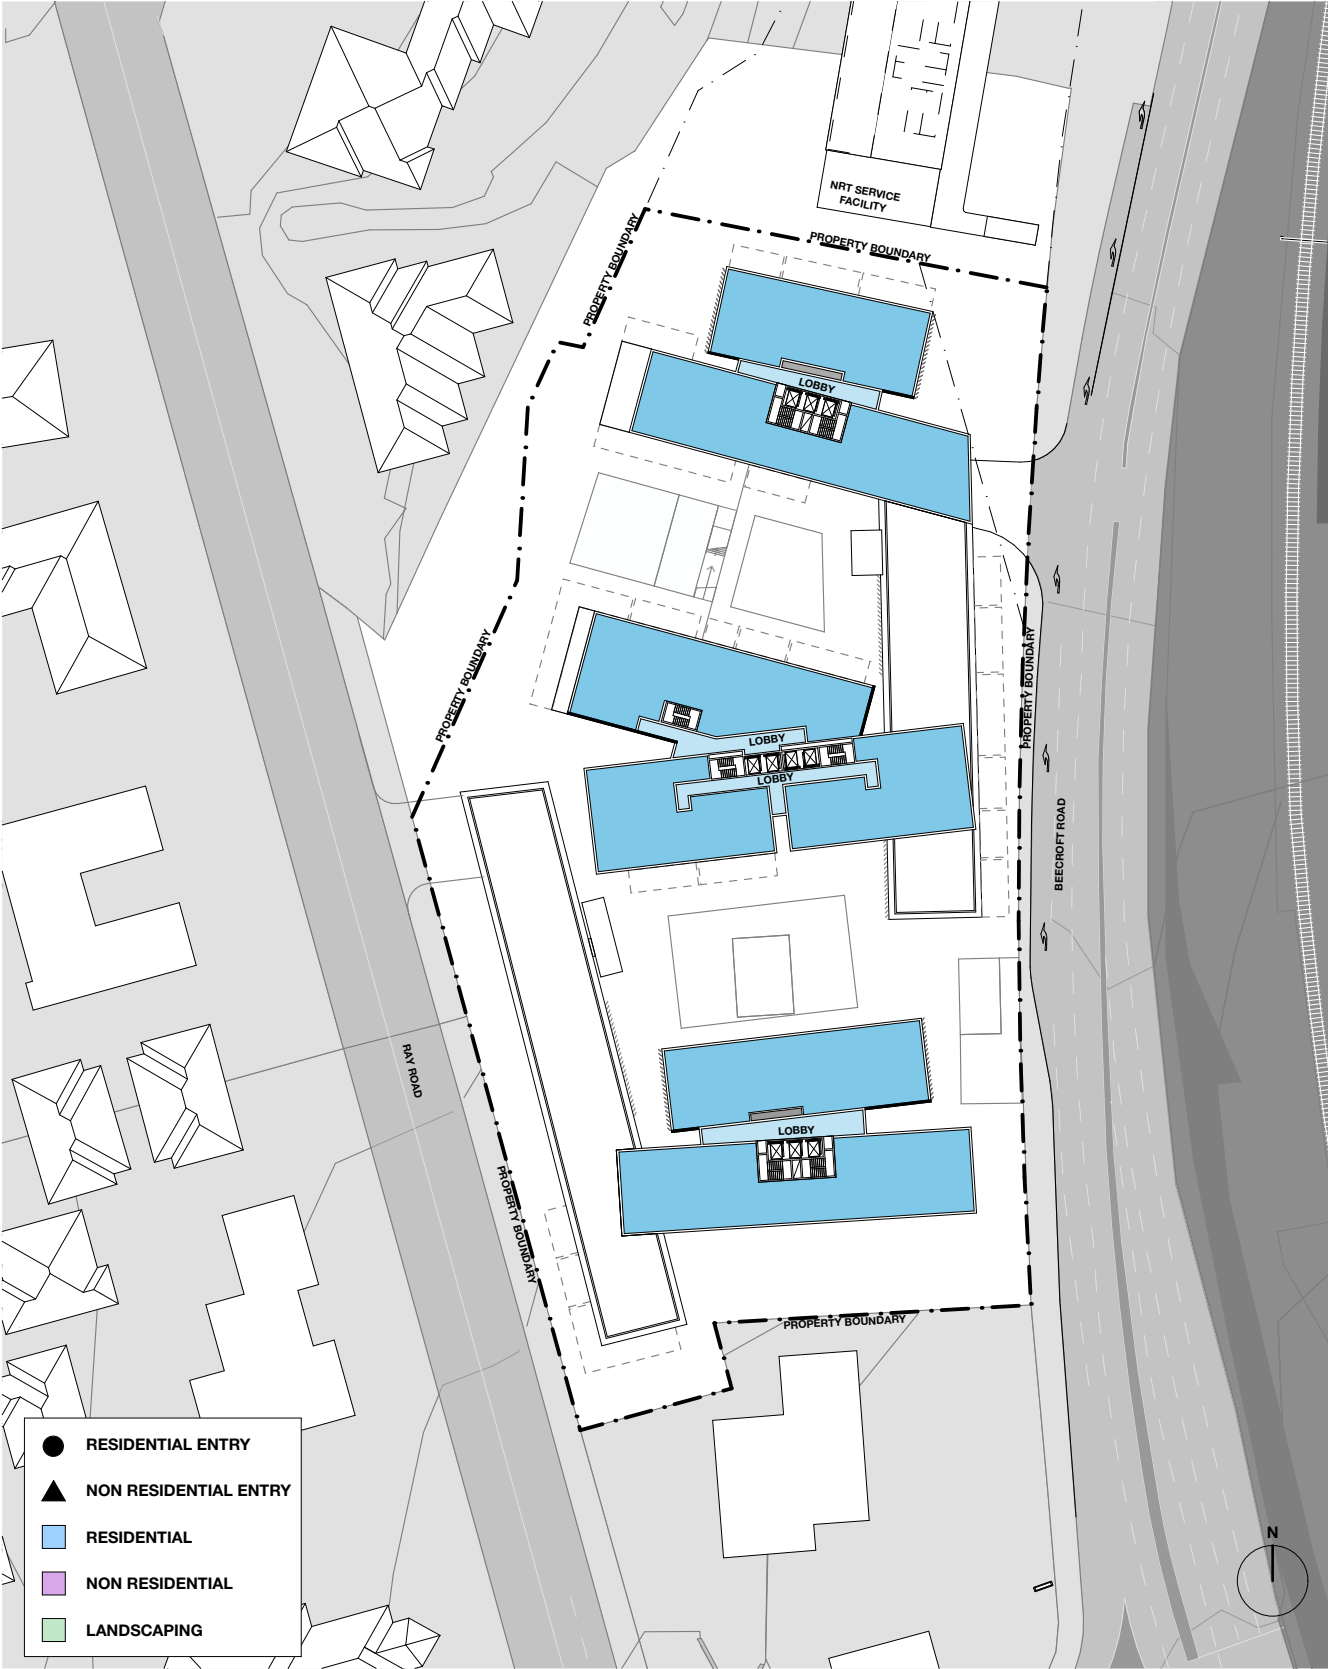 NRT SERVICE
FACILITY
PROPERTY BOUNDARY
PROPERTY BOUNDARY
LOBBY
PROPERTY BOUNDARY
PROPERTY BOUNDARY
LOBBY
LOBBY
BEECROFT ROAD
RAY ROAD
LOBBY
PROPERTY BOUNDARY
PROPERTY BOUNDARY
RESIDENTIAL ENTRY
NON RESIDENTIAL ENTRY
RESIDENTIAL
NON RESIDENTIAL
LANDSCAPING
N